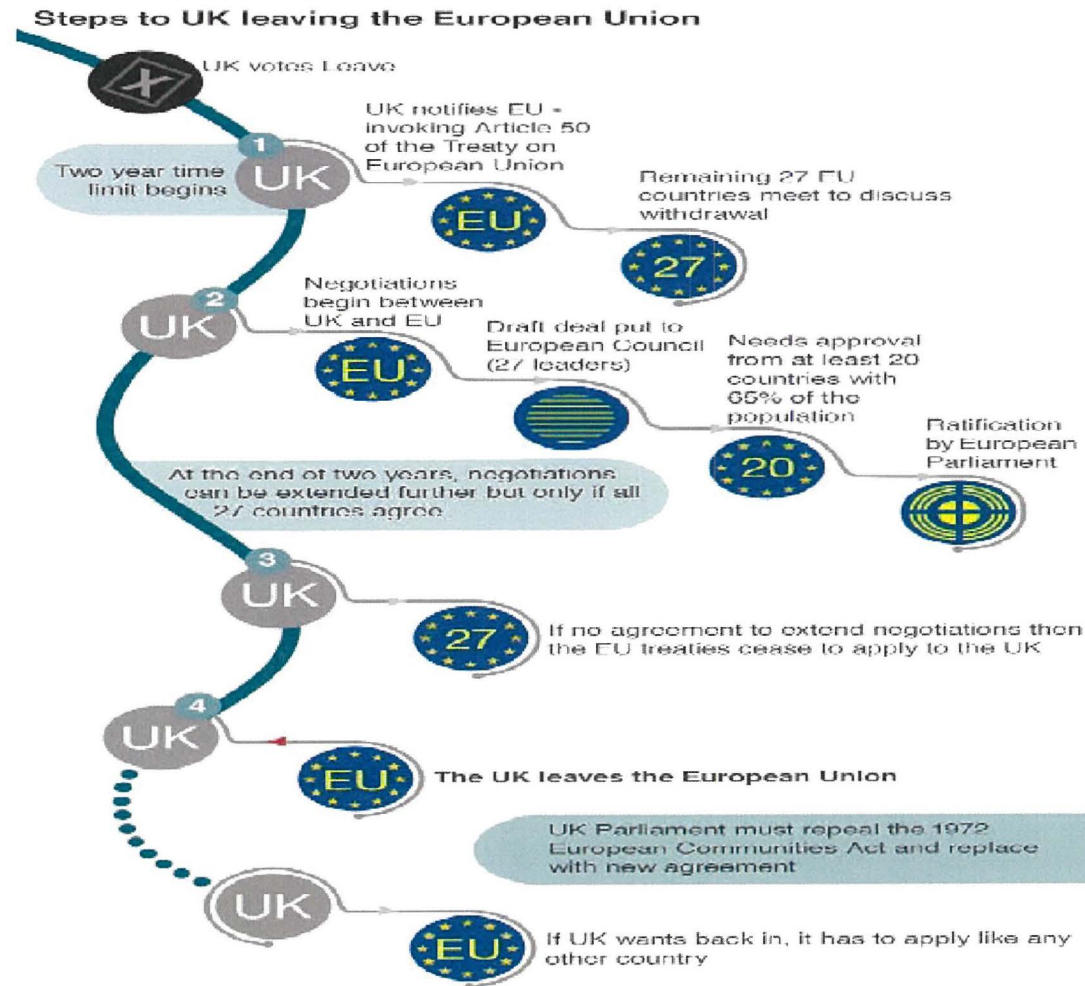 Steps to UK leaving the European Union
UK votes Leave
1
UK
Two year time
limit begins
UK notifies EU -
invoking Article 50
of the Treaty on
European Union
EU
Remaining 27 EU
countries meet to discuss
withdrawal
27
2
UK
Negotiations
begin between
UK and EU
EU
Draft deal put to
European Council
(27 leaders)
Needs approval
from at least 20
countries with
65% of the
population
20
Ratification
by European
Parliament
At the end of two years, negotiations
can be extended further but only if all
27 countries agree
3
UK
27
If no agreement to extend negotiations then
the EU treaties cease to apply to the UK
4
UK
EU
The UK leaves the European Union
UK Parliament must repeal the 1972
European Communities Act and replace
with new agreement
UK
EU
If UK wants back in, it has to apply like any
other country